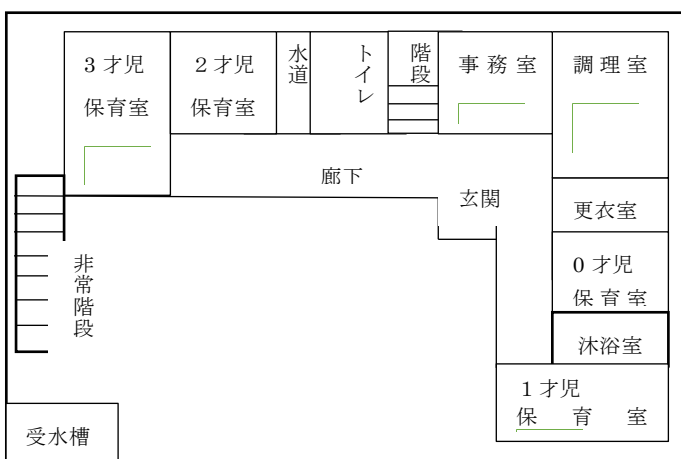 3 才児
保育室
2 才児
保育室
水道
トイレ
階段
事 務 室
調 理 室
廊下
玄関
更衣室
非常階段
0 才児
保 育 室
沐浴室
1 才児
保 育 室
受水槽